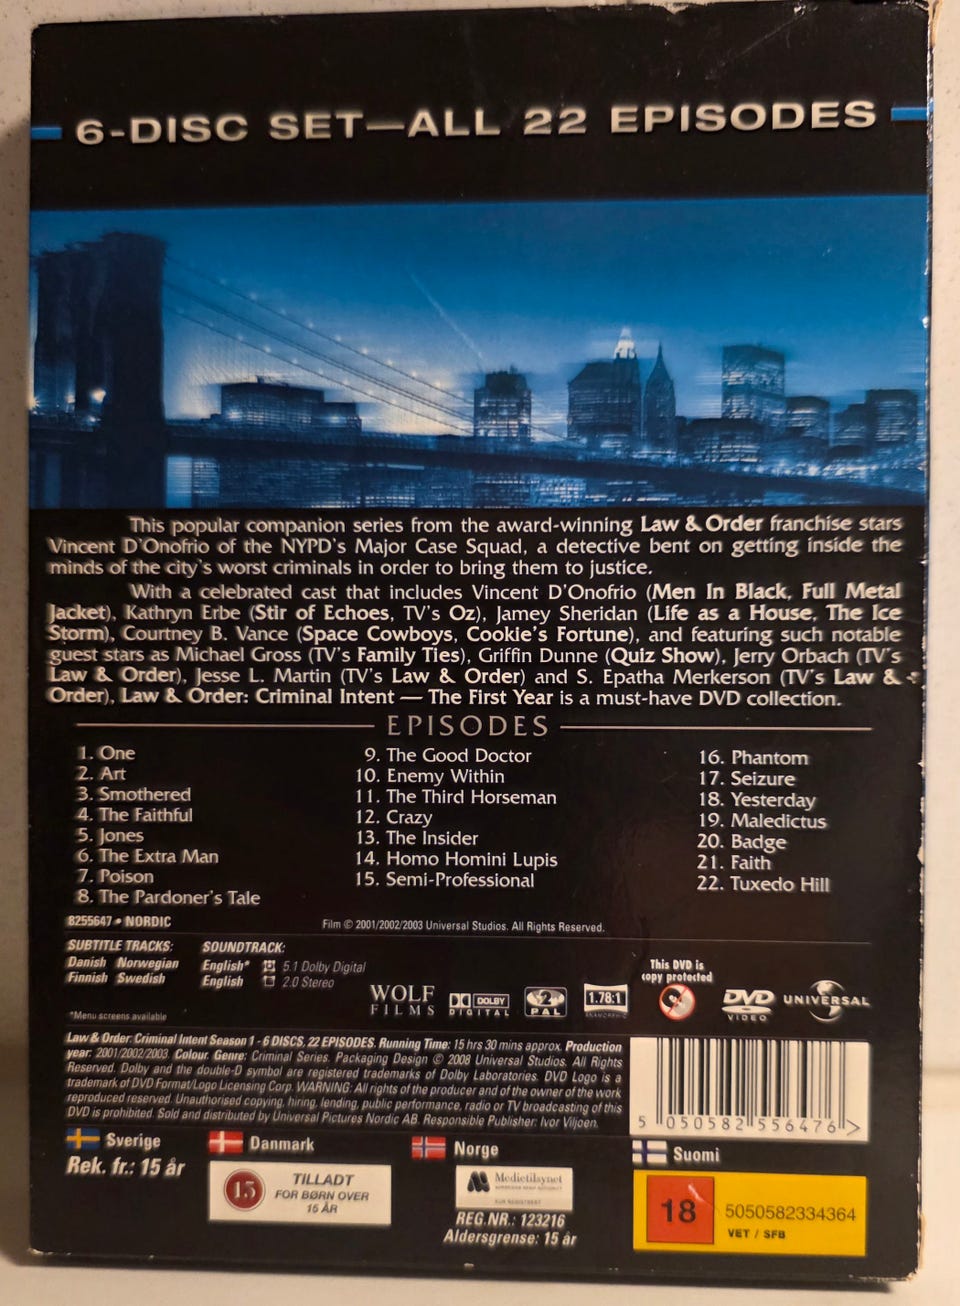 6-DISC SET—ALL 22 EPISODES
This popular companion series from the award-winning Law & Order franchise stars
Vincent D'Onofrio of the NYPD's Major Case Squad, a detective bent on getting inside the
minds of the city's worst criminals in order to bring them to justice.
With a celebrated cast that includes Vincent D'Onofrio (Men In Black, Full Metal
Jacket), Kathryn Erbe (Stir of Echoes, TV's Oz), Jamey Sheridan (Life as a House, The Ice
Storm), Courtney B. Vance (Space Cowboys, Cookie's Fortune), and featuring such notable
guest stars as Michael Gross (TV's Family Ties), Griffin Dunne (Quiz Show), Jerry Orbach (TV's
Law & Order), Jesse L. Martin (TV's Law & Order) and S. Epatha Merkerson (TV's Law &
Order), Law & Order: Criminal Intent — The First Year is a must-have DVD collection.
EPISODES
1. One
2. Art
3. Smothered
4. The Faithful
5. Jones
6. The Extra Man
7. Poison
8. The Pardoner's Tale
9. The Good Doctor
10. Enemy Within
11. The Third Horseman
12. Crazy
13. The Insider
14. Homo Homini Lupis
15. Semi-Professional
16. Phantom
17. Seizure
18. Yesterday
19. Maledictus
20. Badge
21. Faith
22. Tuxedo Hill
8255647 • NORDIC
Film © 2001/2002/2003 Universal Studios. All Rights Reserved.
SUBTITLE TRACKS:
Danish Norwegian
Finnish Swedish
SOUNDTRACK:
English* 5.1 Dolby Digital
English 2.0 Stereo
*Menu screens available
WOLF
FILMS
DOLBY
DIGITAL
2
PAL
1.78:1
ANAMORPHIC
This DVD is
copy protected
DVD
VIDEO
UNIVERSAL
Law & Order: Criminal Intent Season 1 - 6 DISCS, 22 EPISODES. Running Time: 15 hrs 30 mins approx. Production
year: 2001/2002/2003. Colour. Genre: Criminal Series. Packaging Design © 2008 Universal Studios. All Rights
Reserved. Dolby and the double-D symbol are registered trademarks of Dolby Laboratories. DVD Logo is a
trademark of DVD Format/Logo Licensing Corp. WARNING: All rights of the producer and of the owner of the work
reproduced reserved. Unauthorised copying, hiring, lending, public performance, radio or TV broadcasting of this
DVD is prohibited. Sold and distributed by Universal Pictures Nordic AB. Responsible Publisher: Ivor Viljoen.
5 050582 556476 >
Sverige
Rek. fr.: 15 år
Danmark
15
TILLADT
FOR BØRN OVER
15 ÅR
Norge
Medietilsynet
REG.NR.: 123216
Aldersgrense: 15 år
Suomi
18
5050582334364
VET / SFB